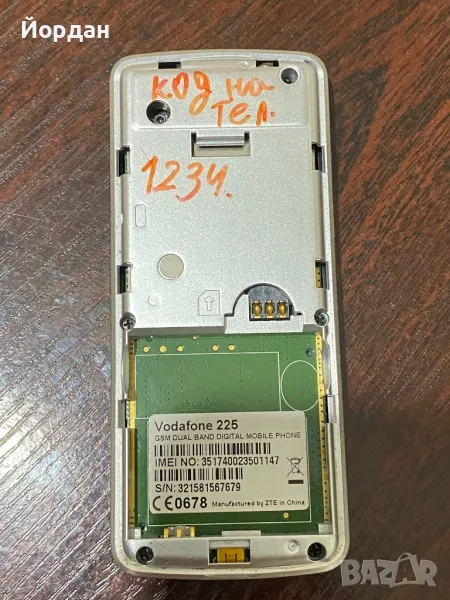 Йордан
код на
тел.
1234.
Vodafone 225
GSM DUAL BAND DIGITAL MOBILE PHONE
IMEI NO: 351740023501147
S/N: 321581567679
CE0678 Manufactured by ZTE in China
BAZAR